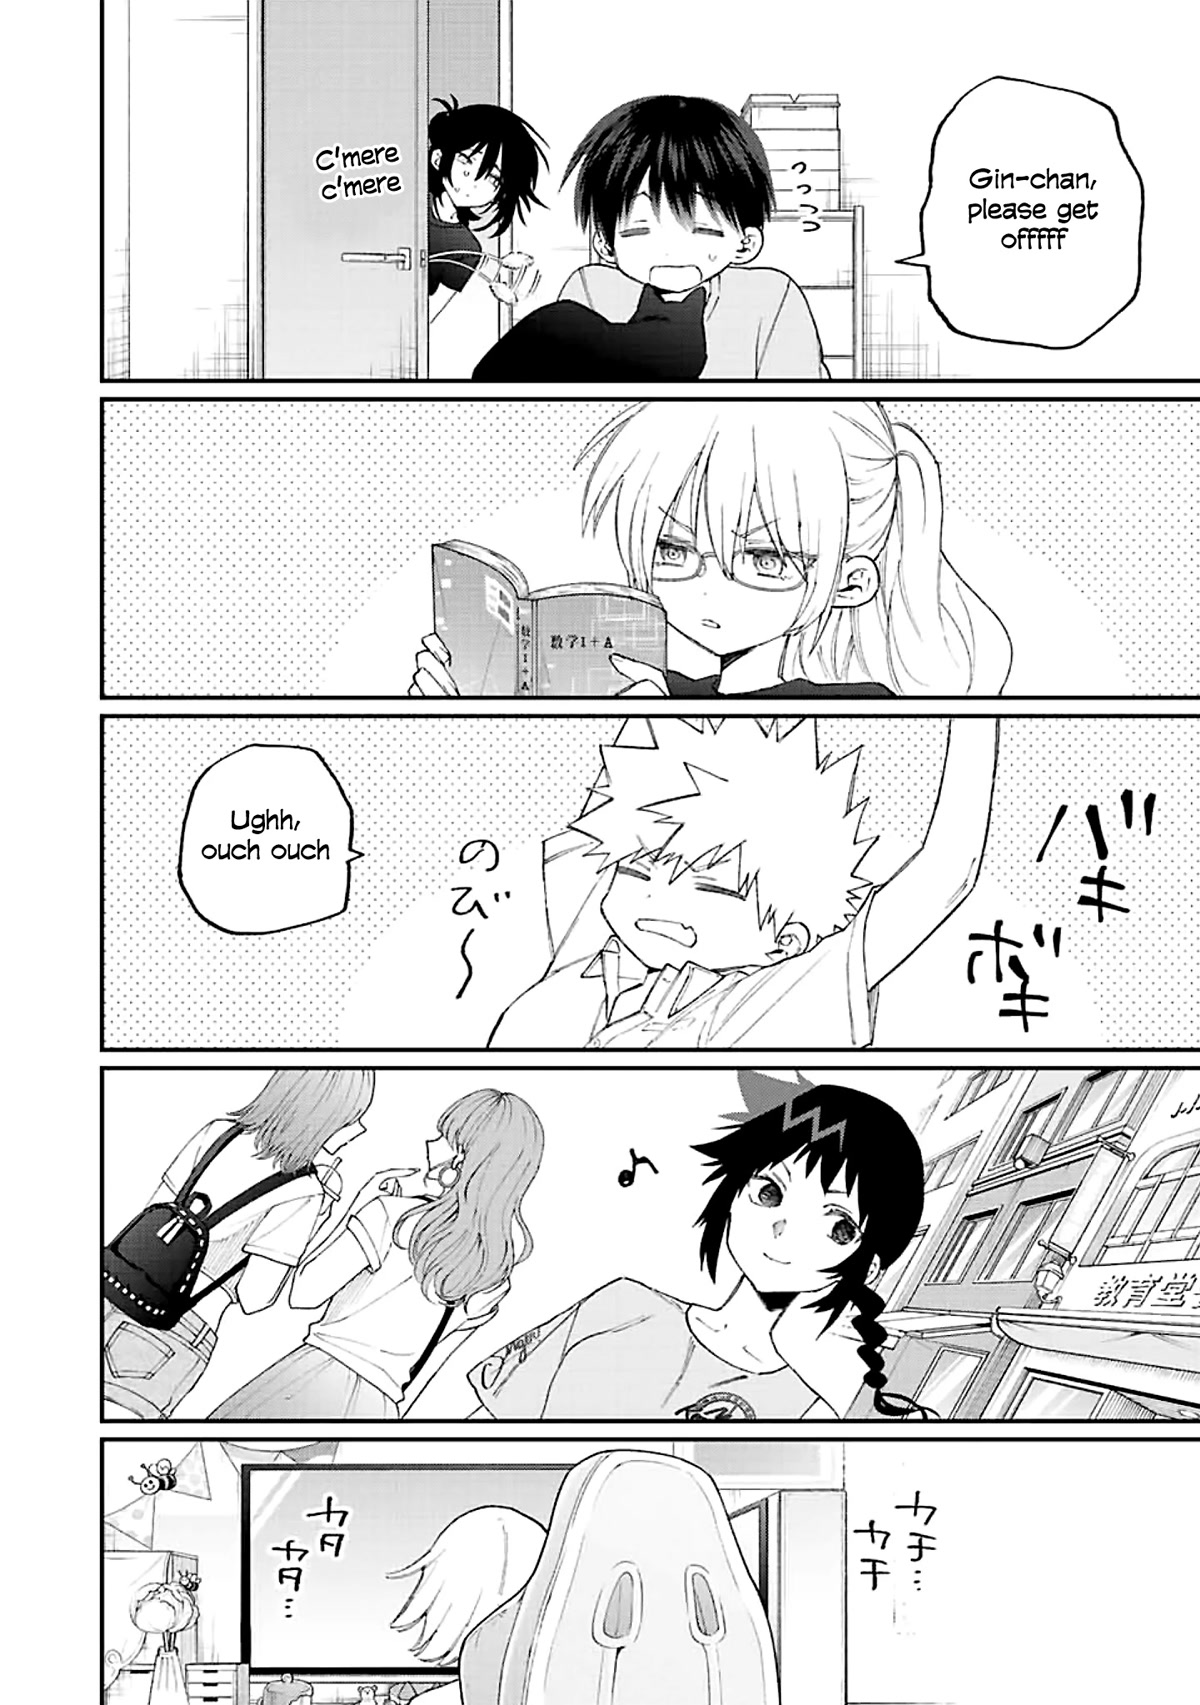 Gin-chan,
please get
offfff
C'mere
c'mere
っっっっ
数学I+A
数学I+A
バキ
ボキ
のび〜
Ughh,
ouch ouch
♪
教育堂
カチ…
カチ
カタ
カタ…